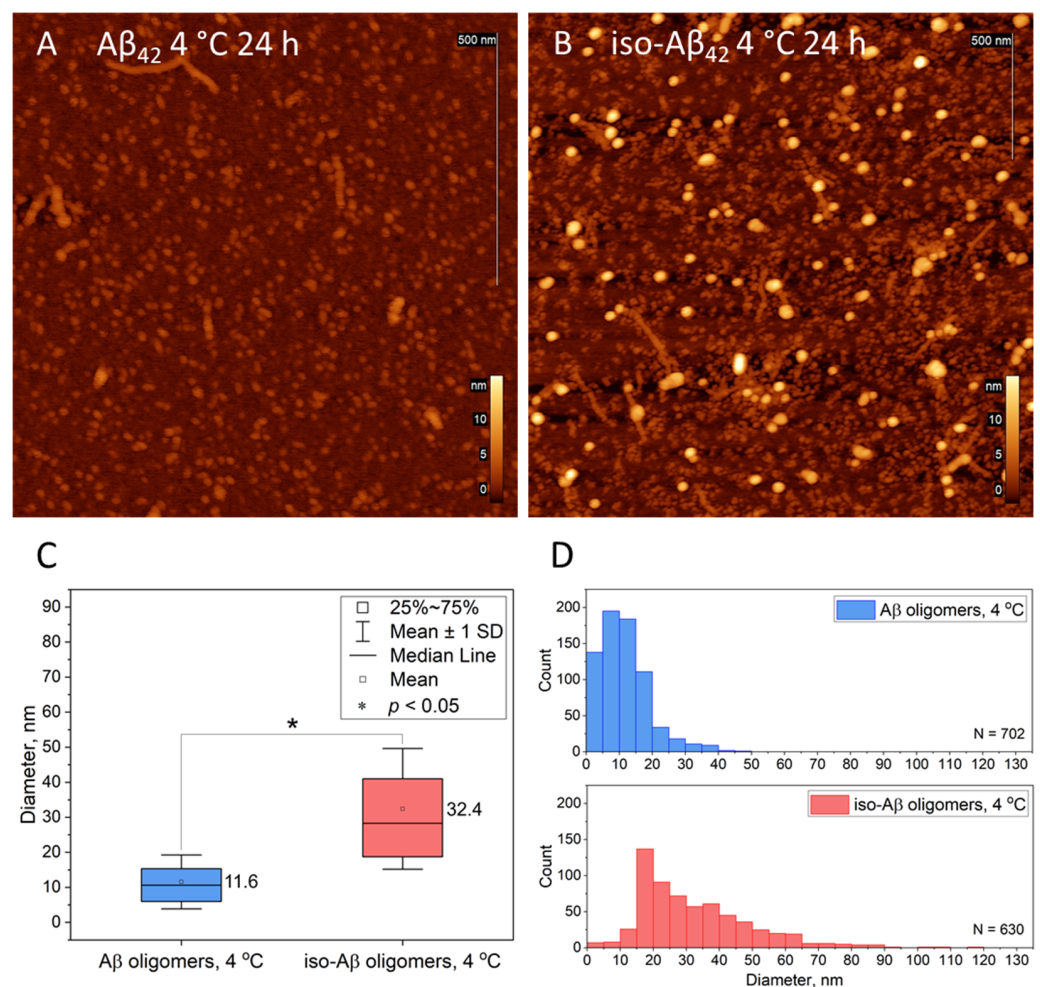 A Aβ₄₂ 4 °C 24 h
500 nm
nm
10
5
0
B iso-Aβ₄₂ 4 °C 24 h
500 nm
nm
10
5
0
C
Diameter, nm
90
80
70
60
50
40
30
20
10
0
25%~75%
Mean ± 1 SD
Median Line
Mean
* p < 0.05
*
11.6
32.4
Aβ oligomers, 4 °C
iso-Aβ oligomers, 4 °C
D
Count
200
150
100
50
0
Aβ oligomers, 4 °C
N = 702
0 10 20 30 40 50 60 70 80 90 100 110 120 130
Count
200
150
100
50
0
iso-Aβ oligomers, 4 °C
N = 630
0 10 20 30 40 50 60 70 80 90 100 110 120 130
Diameter, nm